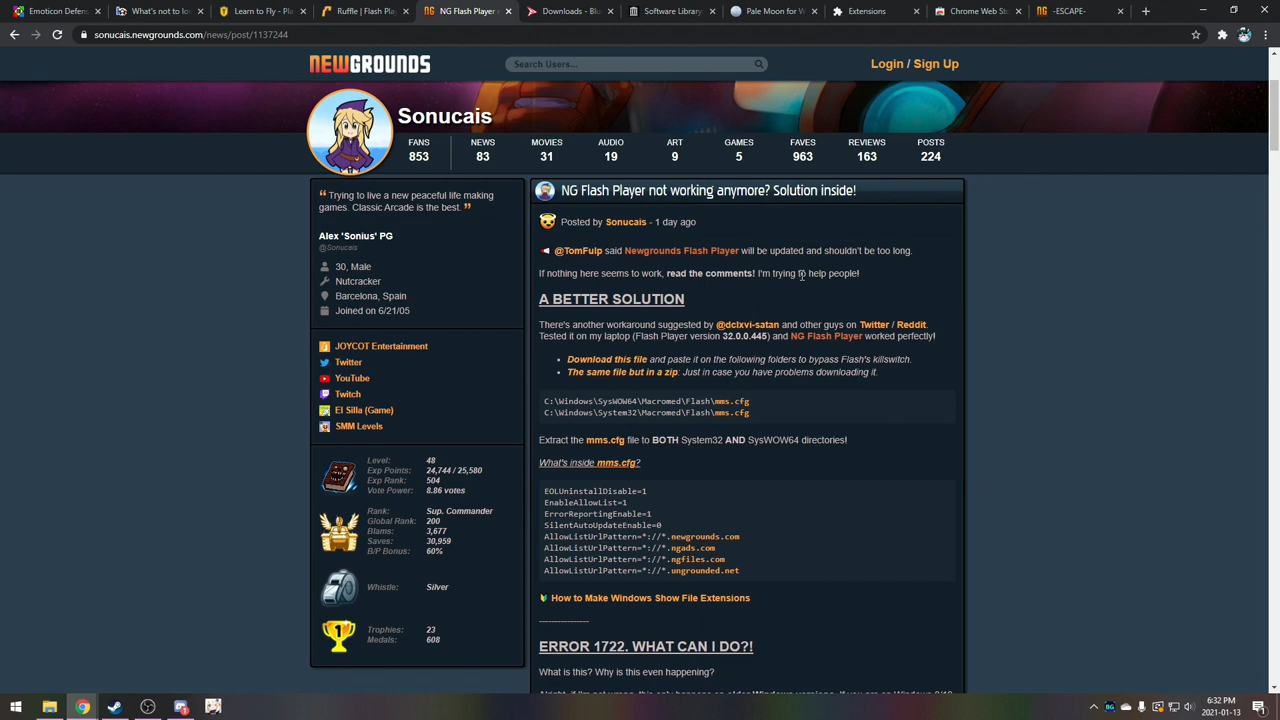 Emoticon Defens
What's not to lo
Learn to Fly - Pla
Fancy Pants Adve
NG Flash Player n
Bomb Defusal - 
Software Library:
Pale Moon for W
Extensions
Chrome Web Sto
-ESCAPE-
sonucais.newgrounds.com/news/post/1137244
NEWGROUNDS
Search Users...
Login / Sign Up
Sonucais
FANS NEWS MOVIES AUDIO ART GAMES FAVES REVIEWS POSTS
853 83 31 19 9 5 963 163 224
Trying to live a new peaceful life making
games. Classic Arcade is the best.
Alex 'Sonius' PG
@Sonucais
30, Male
Nutcracker
Barcelona, Spain
Joined on 6/21/05
JOYCOT Entertainment
Twitter
YouTube
Twitch
El Silla (Game)
SMM Levels
Level: 48
Exp Points: 24,744 / 25,580
Exp Rank: 504
Vote Power: 8.86 votes
Rank: Sup. Commander
Global Rank: 200
Blams: 3,677
Saves: 30,959
B/P Bonus: 60%
Whistle: Silver
Trophies: 23
Medals: 608
NG Flash Player not working anymore? Solution inside!
Posted by Sonucais - 1 day ago
@TomFulp said Newgrounds Flash Player will be updated and shouldn't be too long.
If nothing here seems to work, read the comments! I'm trying to help people!
A BETTER SOLUTION
There's another workaround suggested by @dclxvi-satan and other guys on Twitter / Reddit.
Tested it on my laptop (Flash Player version 32.0.0.445) and NG Flash Player worked perfectly!
Download this file and paste it on the following folders to bypass Flash's killswitch.
The same file but in a zip: Just in case you have problems downloading it.
C:\Windows\SysWOW64\Macromed\Flash\mms.cfg
C:\Windows\System32\Macromed\Flash\mms.cfg
Extract the mms.cfg file to BOTH System32 AND SysWOW64 directories!
What's inside mms.cfg?
EOLUninstallDisable=1
EnableAllowList=1
ErrorReportingEnable=1
SilentAutoUpdateEnable=0
AllowListUrlPattern=*://*.newgrounds.com
AllowListUrlPattern=*://*.ngads.com
AllowListUrlPattern=*://*.ngfiles.com
AllowListUrlPattern=*://*.ungrounded.net
How to Make Windows Show File Extensions
----------------
ERROR 1722. WHAT CAN I DO?!
What is this? Why is this even happening?
6:32 PM
2021-01-13